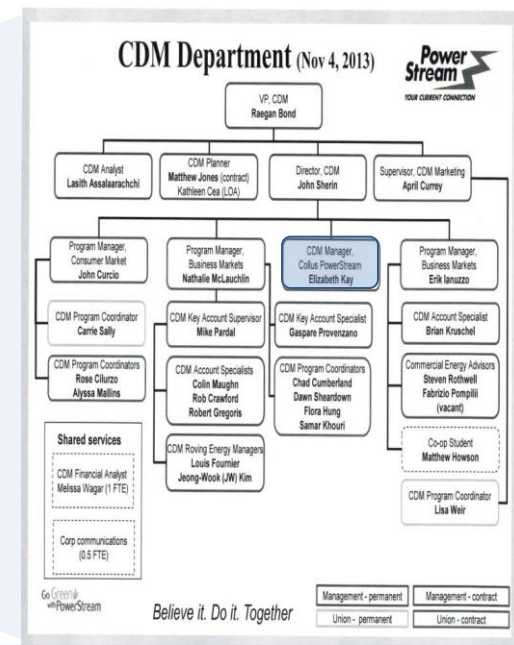 CDM Department (Nov 4, 2013)
Power
Stream
YOUR CURRENT CONNECTION
VP, CDM
Raegan Bond
CDM Analyst
Lasith Assalaarachchi
CDM Planner
Matthew Jones (contract)
Kathleen Cea (LOA)
Director, CDM
John Sherin
Supervisor, CDM Marketing
April Currey
Program Manager,
Consumer Market
John Curcio
Program Manager,
Business Markets
Nathalie McLauchlin
CDM Manager,
Collus PowerStream
Elizabeth Kay
Program Manager,
Business Markets
Erik Ianuzzo
CDM Program Coordinator
Carrie Sally
CDM Key Account Supervisor
Mike Pardal
CDM Key Account Specialist
Gaspare Provenzano
CDM Account Specialist
Brian Kruschel
CDM Program Coordinators
Rose Cilurzo
Alyssa Mallins
CDM Account Specialists
Colin Maughn
Rob Crawford
Robert Gregoris
CDM Program Coordinators
Chad Cumberland
Dawn Sheardown
Flora Hung
Samar Khouri
Commercial Energy Advisors
Steven Rothwell
Fabrizio Pompilii
(vacant)
Shared services
CDM Financial Analyst
Melissa Wagar (1 FTE)
Corp communications
(0.5 FTE)
CDM Roving Energy Managers
Louis Fournier
Jeong-Wook (JW) Kim
Co-op Student
Matthew Howson
CDM Program Coordinator
Lisa Weir
Go Green
with PowerStream
Believe it. Do it. Together
Management - permanent
Management - contract
Union - permanent
Union - contract